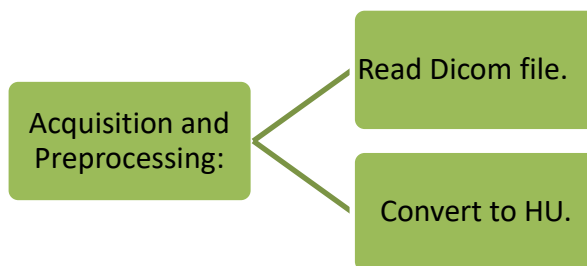 Acquisition and
Preprocessing:
Read Dicom file.
Convert to HU.